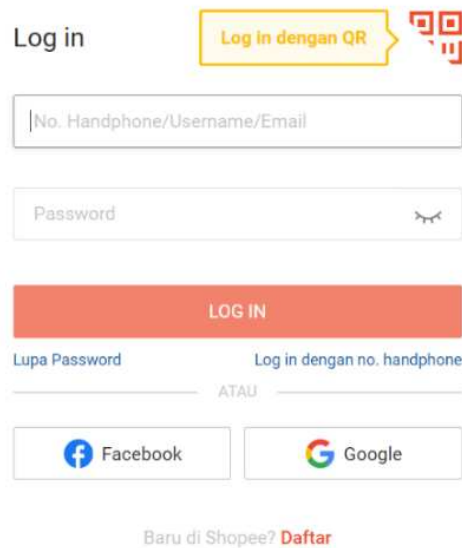 Log in
Log in dengan QR
No. Handphone/Username/Email
Password
LOG IN
Lupa Password Log in dengan no. handphone
ATAU
Facebook Google
Baru di Shopee? Daftar